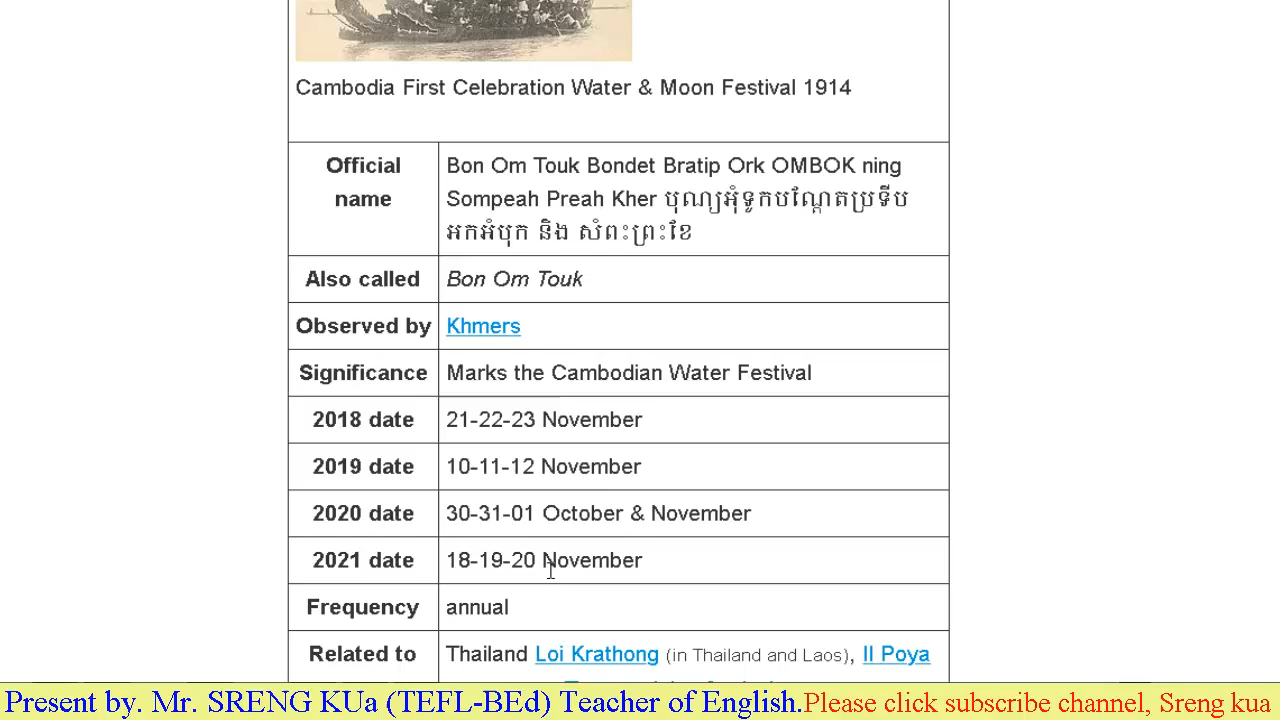 Cambodia First Celebration Water & Moon Festival 1914
Official name
Bon Om Touk Bondet Bratip Ork OMBOK ning
Sompeah Preah Kher បុណ្យអុំទូកបណ្ដែតប្រទីប
អកអំបុក និង សំពះព្រះខែ
Also called Bon Om Touk
Observed by Khmers
Significance Marks the Cambodian Water Festival
2018 date 21-22-23 November
2019 date 10-11-12 November
2020 date 30-31-01 October & November
2021 date 18-19-20 November
Frequency annual
Related to Thailand Loi Krathong (in Thailand and Laos), Il Poya
Present by. Mr. SRENG KUa (TEFL-BEd) Teacher of English.Please click subscribe channel, Sreng kua